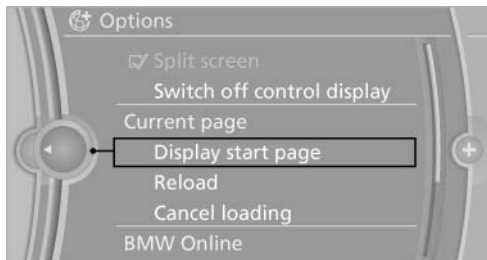 Options
Split screen
Switch off control display
Current page
Display start page
Reload
Cancel loading
BMW Online